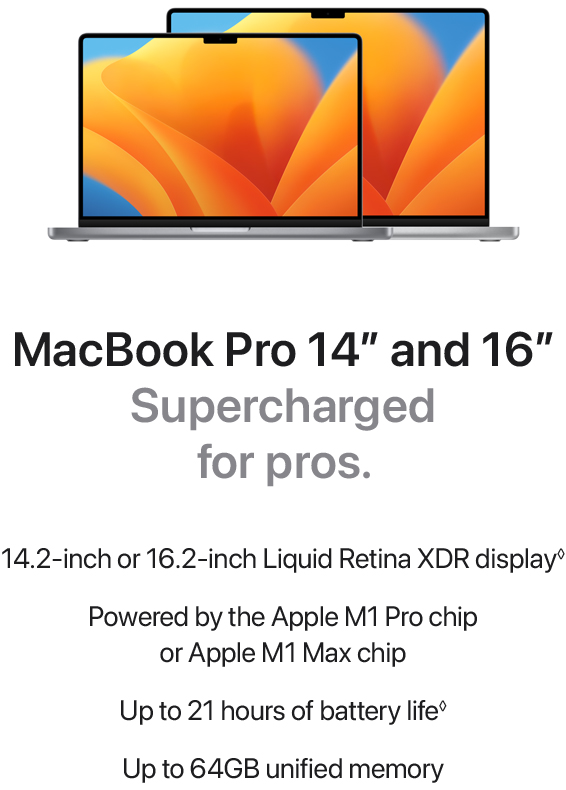 MacBook Pro 14″ and 16″
Supercharged
for pros.
14.2-inch or 16.2-inch Liquid Retina XDR display◊
Powered by the Apple M1 Pro chip
or Apple M1 Max chip
Up to 21 hours of battery life◊
Up to 64GB unified memory